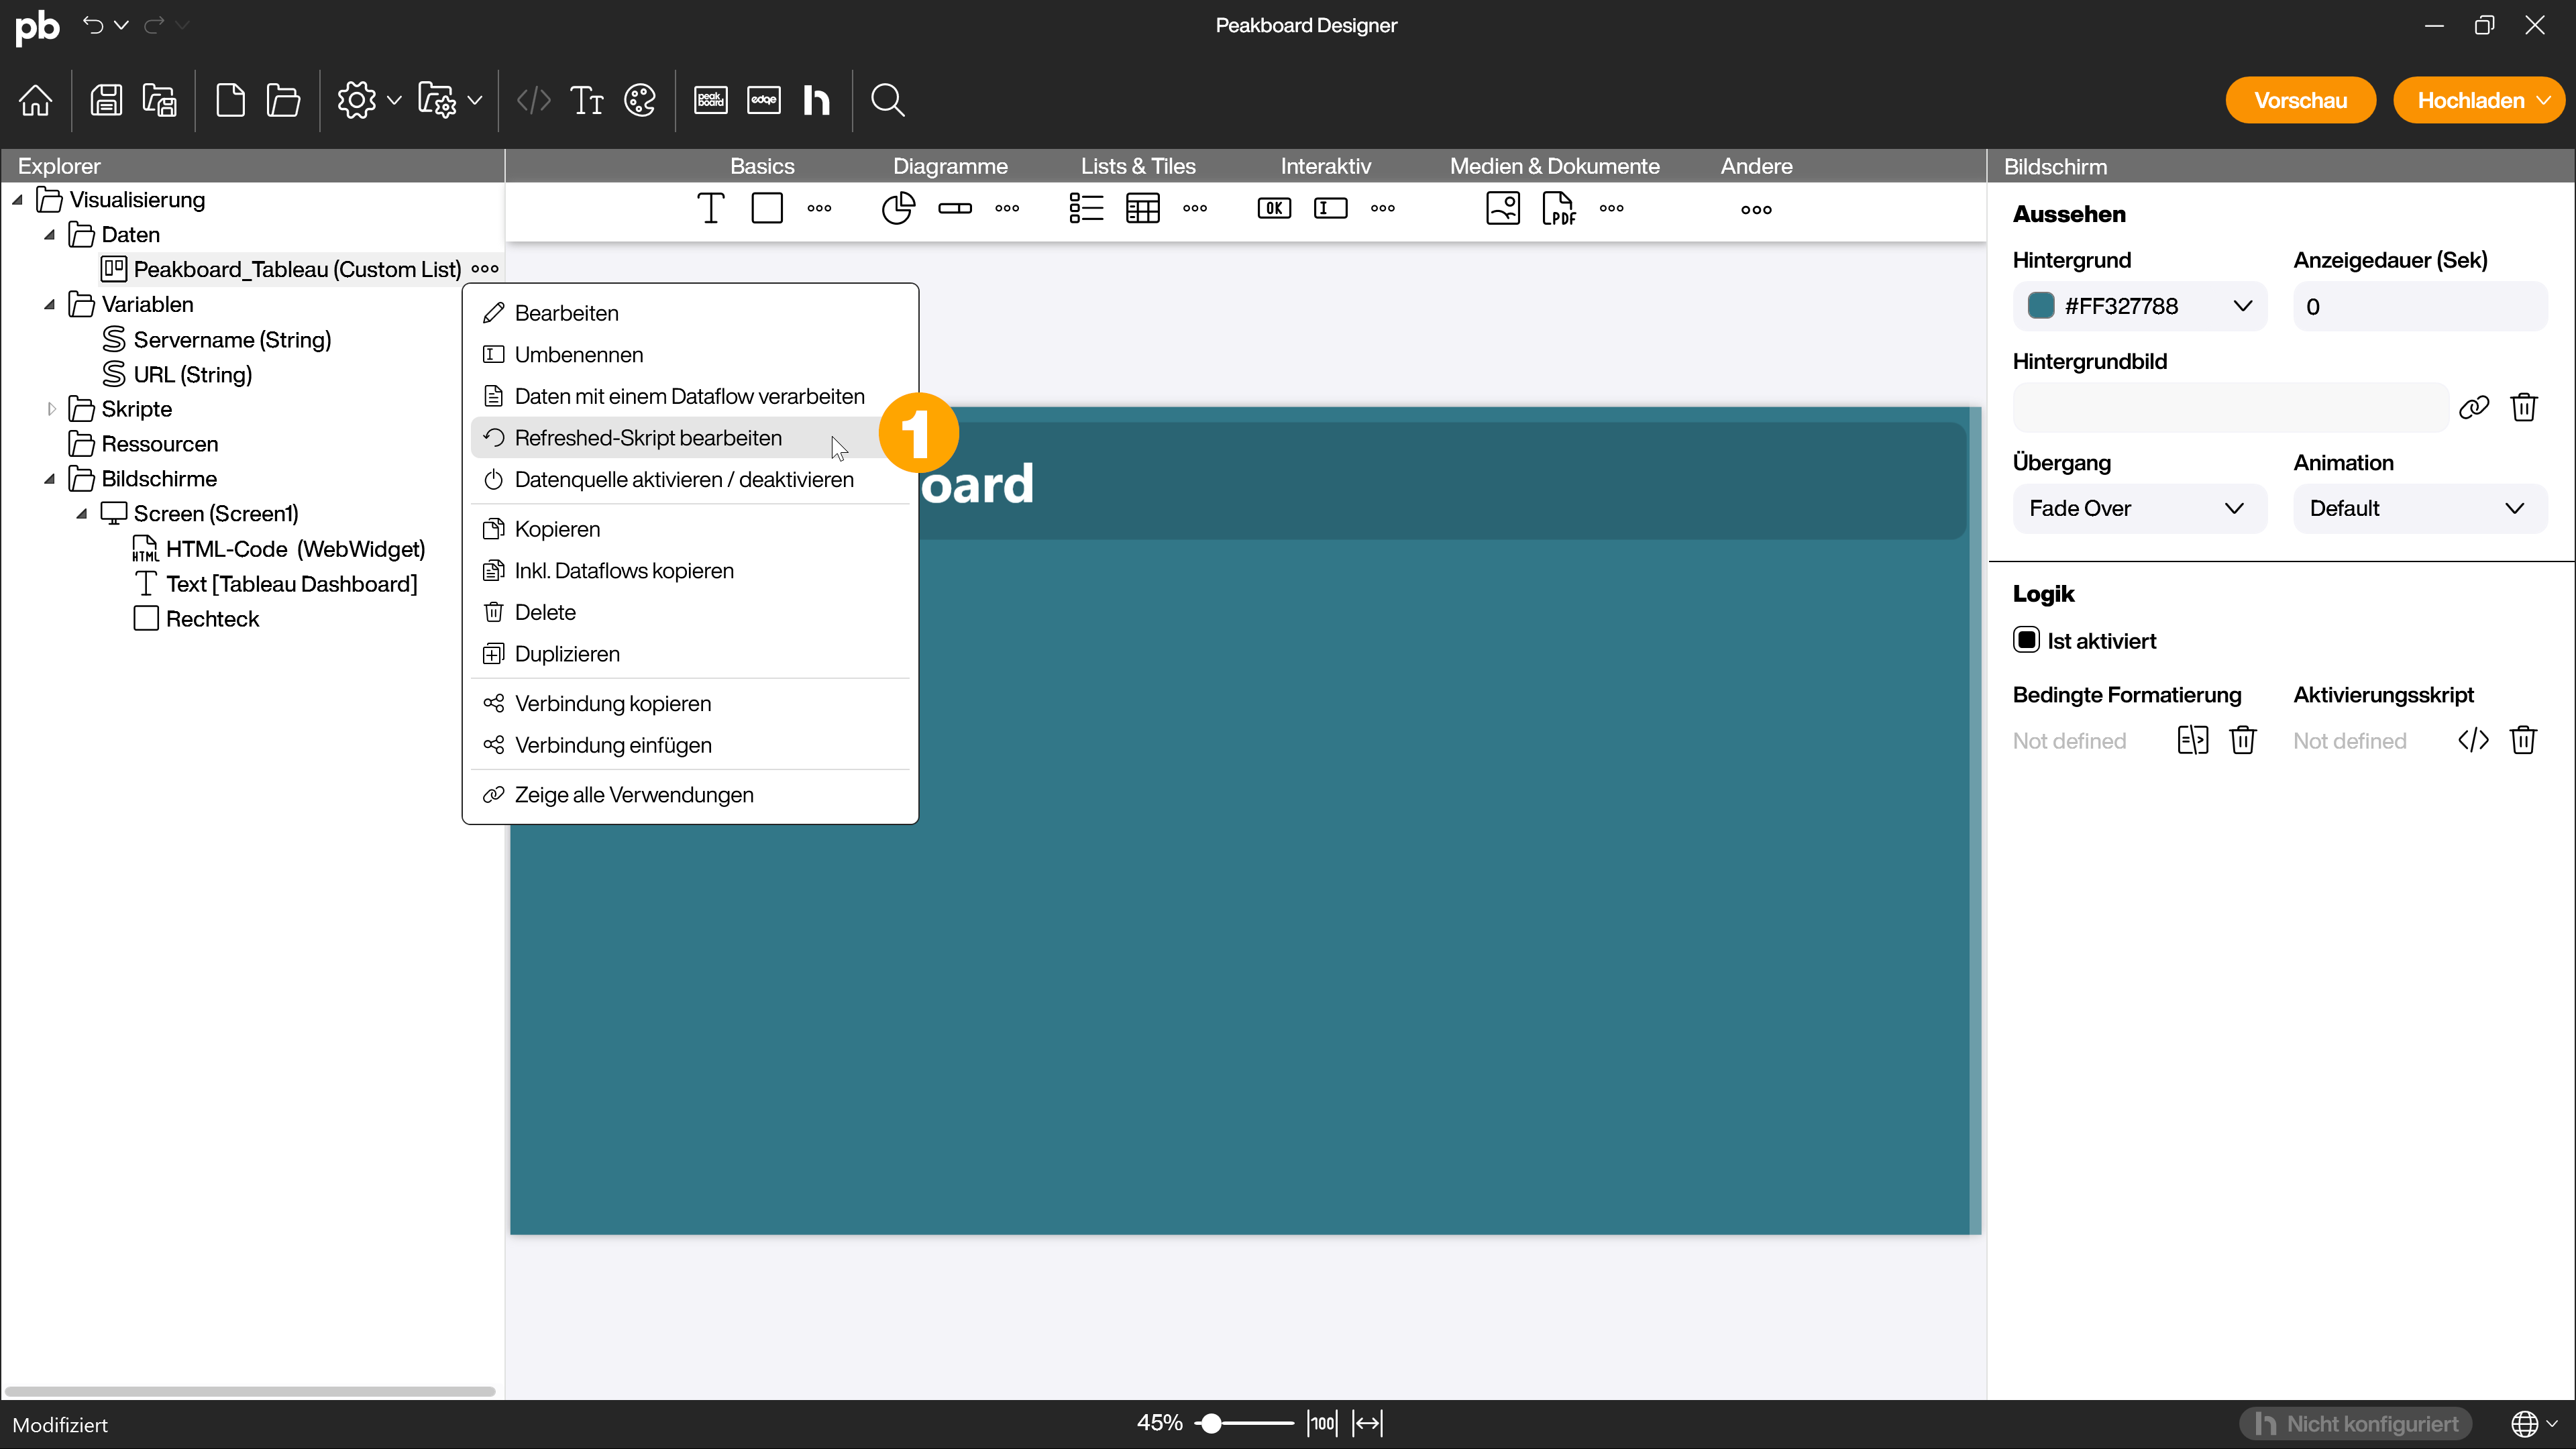 pb
Peakboard Designer
peak
board
edge
h
Vorschau
Hochladen
Explorer
Basics
Diagramme
Lists & Tiles
Interaktiv
Medien & Dokumente
Andere
Bildschirm
OK
PDF
Visualisierung
Daten
Peakboard_Tableau (Custom List)
Variablen
Servername (String)
URL (String)
Skripte
Ressourcen
Bildschirme
Screen (Screen1)
HTML
HTML-Code (WebWidget)
Text [Tableau Dashboard]
Rechteck
Bearbeiten
Umbenennen
Daten mit einem Dataflow verarbeiten
Refreshed-Skript bearbeiten
1
Datenquelle aktivieren / deaktivieren
Kopieren
Inkl. Dataflows kopieren
Delete
Duplizieren
Verbindung kopieren
Verbindung einfügen
Zeige alle Verwendungen
oard
Aussehen
Hintergrund
Anzeigedauer (Sek)
#FF327788
0
Hintergrundbild
Übergang
Animation
Fade Over
Default
Logik
Ist aktiviert
Bedingte Formatierung
Aktivierungsskript
Not defined
Not defined
Modifiziert
45%
100
h Nicht konfiguriert